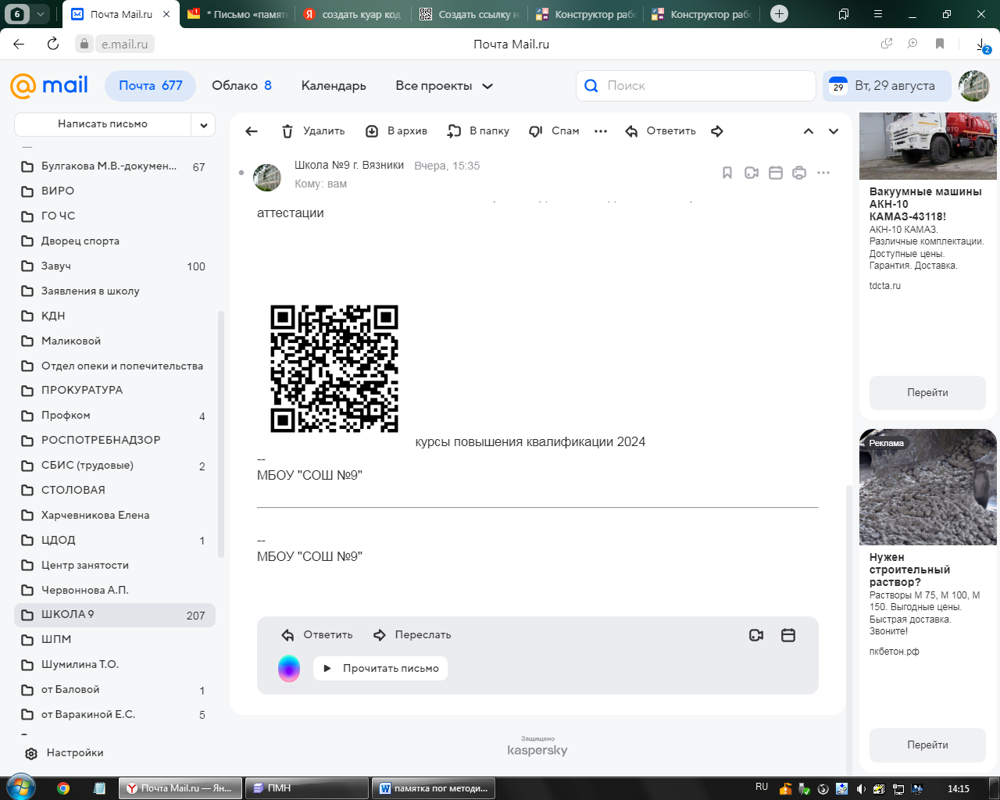 6
Почта Mail.ru
* Письмо «памят
создать куар код
Создать ссылку н
Конструктор рабо
Конструктор рабо
e.mail.ru
Почта Mail.ru
2
mail
Почта 677
Облако 8
Календарь
Все проекты
Поиск
29
Вт, 29 августа
Написать письмо
Булгакова М.В.-докумен... 67
ВИРО
ГО ЧС
Дворец спорта
Завуч 100
Заявления в школу
КДН
Маликовой
Отдел опеки и попечительства
ПРОКУРАТУРА
Профком 4
РОСПОТРЕБНАДЗОР
СБИС (трудовые) 2
СТОЛОВАЯ
Харчевникова Елена
ЦДОД 1
Центр занятости
Червоннова А.П.
ШКОЛА 9 207
ШПМ
Шумилина Т.О.
от Баловой 1
от Варакиной Е.С. 5
Настройки
Удалить
В архив
В папку
Спам
Ответить
Школа №9 г. Вязники Вчера, 15:35
Кому: вам
аттестации
курсы повышения квалификации 2024
--
МБОУ "СОШ №9"
--
МБОУ "СОШ №9"
Ответить
Переслать
Прочитать письмо
Защищено
kaspersky
Вакуумные машины
АКН-10
КАМАЗ-43118!
АКН-10 КАМАЗ.
Различные комплектации.
Доступные цены.
Гарантия. Доставка.
tdcta.ru
Перейти
Реклама
Нужен
строительный
раствор?
Растворы М 75, М 100, М
150. Выгодные цены.
Быстрая доставка.
Звоните!
пкбетон.рф
Перейти
Почта Mail.ru — Ян...
ПМН
памятка пог методи...
RU
14:15